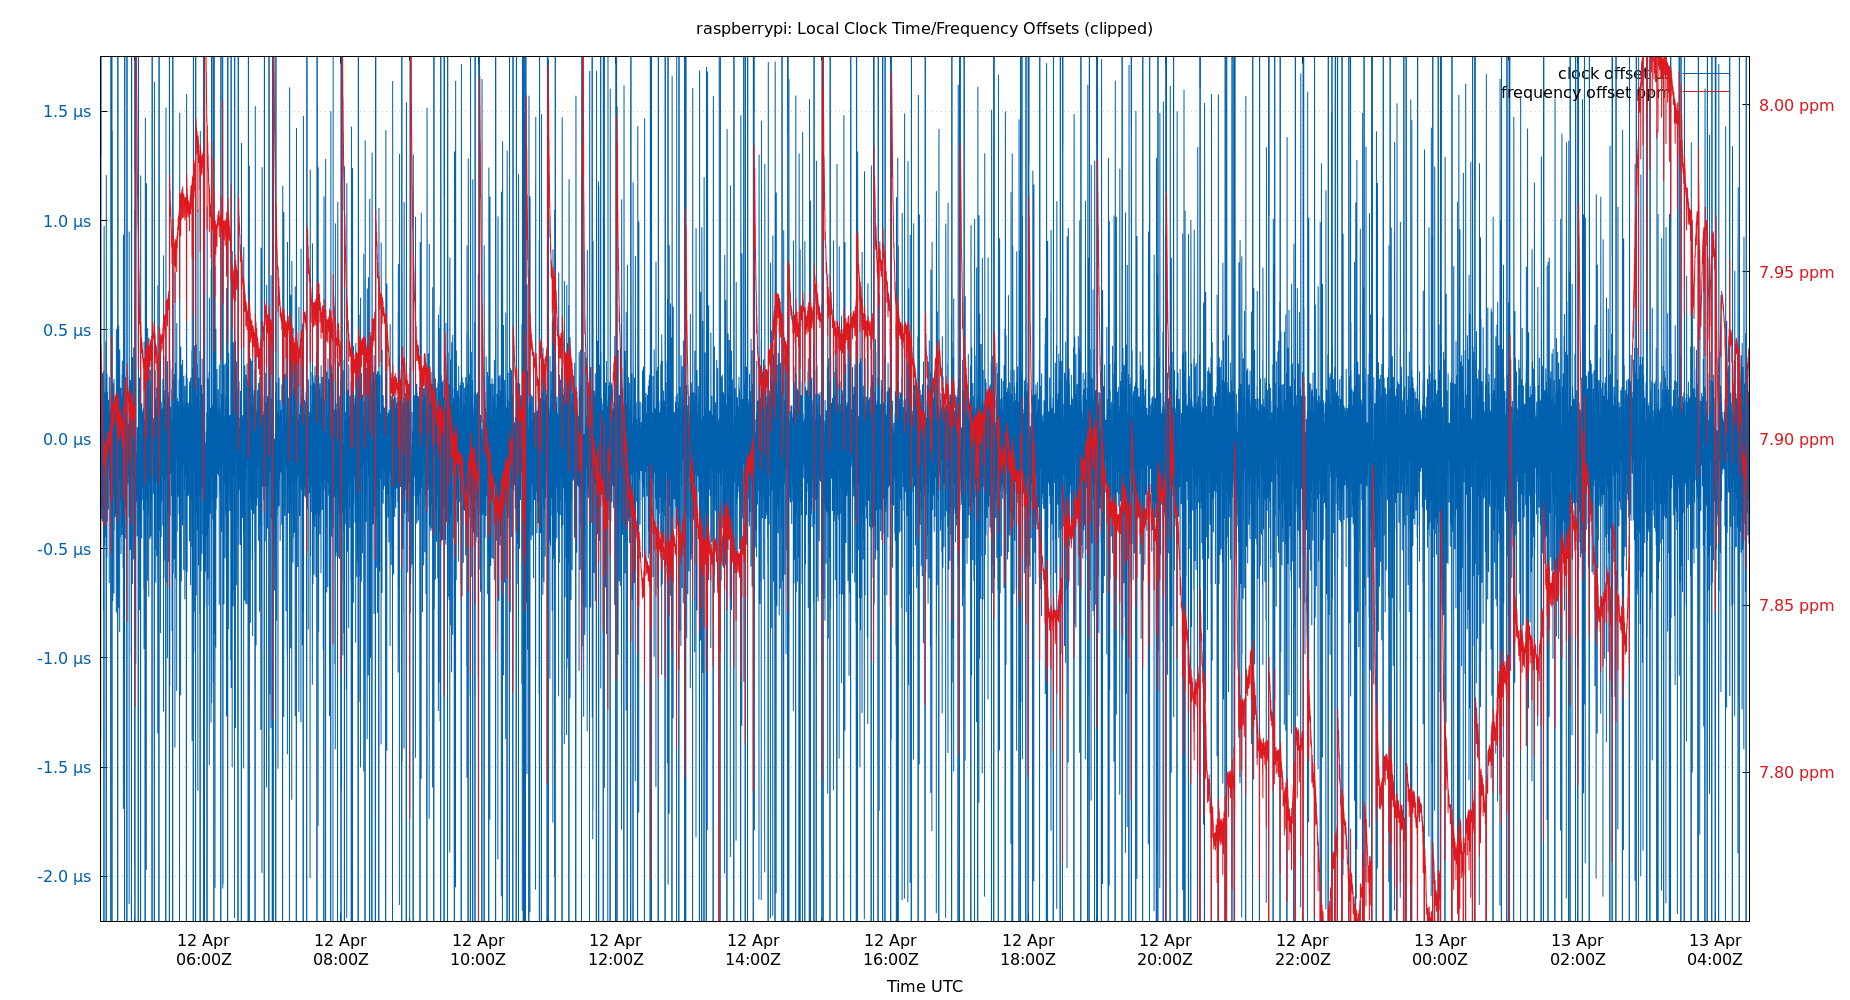 raspberrypi: Local Clock Time/Frequency Offsets (clipped)
clock offset
frequency offset ppm
1.5 µs
1.0 µs
0.5 µs
0.0 µs
-0.5 µs
-1.0 µs
-1.5 µs
-2.0 µs
8.00 ppm
7.95 ppm
7.90 ppm
7.85 ppm
7.80 ppm
12 Apr 12 Apr 12 Apr 12 Apr 12 Apr 12 Apr 12 Apr 12 Apr 12 Apr 13 Apr 13 Apr 13 Apr
06:00Z 08:00Z 10:00Z 12:00Z 14:00Z 16:00Z 18:00Z 20:00Z 22:00Z 00:00Z 02:00Z 04:00Z
Time UTC